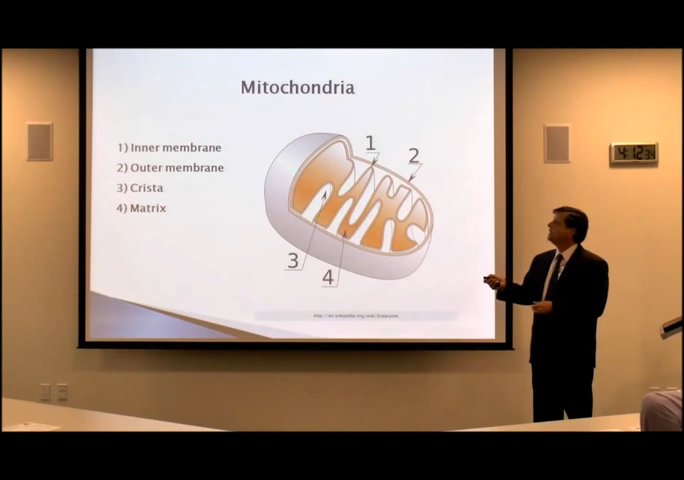 Mitochondria
1) Inner membrane
2) Outer membrane
3) Crista
4) Matrix
1
2
3
4
4:12